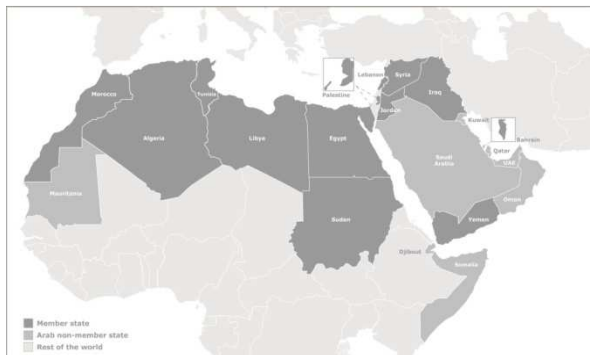 Morocco
Algeria
Tunisia
Libya
Egypt
Mauritania
Sudan
Palestine
Lebanon
Syria
Jordan
Iraq
Kuwait
Bahrain
Qatar
UAE
Saudi
Arabia
Oman
Yemen
Djibouti
Somalia
Member state
Arab non-member state
Rest of the world